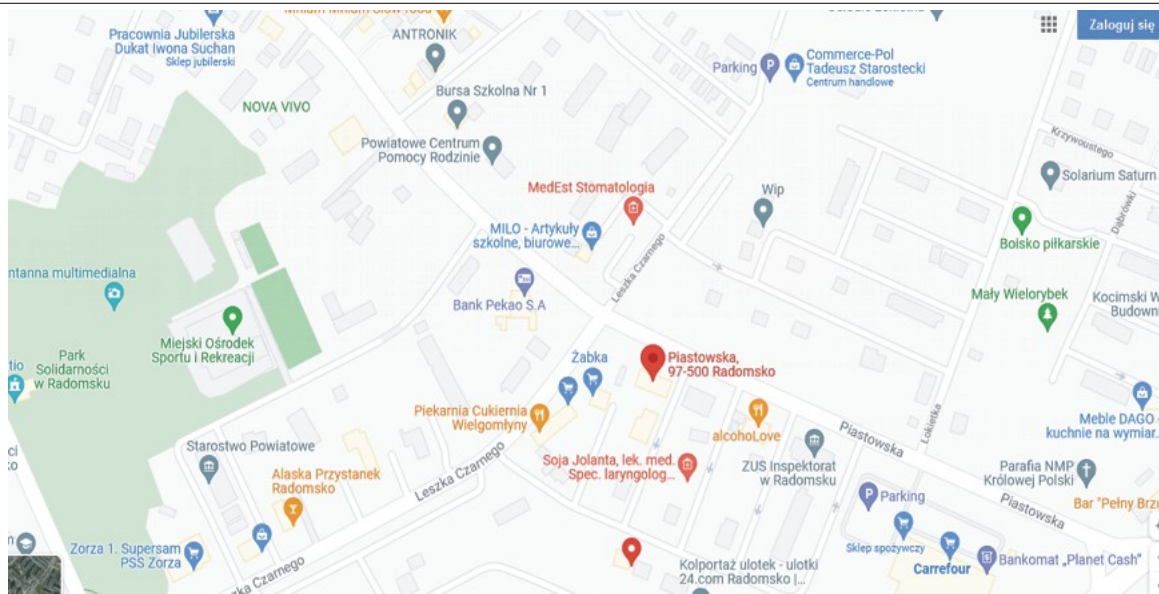 Pracownia Jubilerska
Dukat Iwona Suchan
Sklep jubilerski
ANTRONIK
Zaloguj się
Parking
Commerce-Pol
Tadeusz Starostecki
Centrum handlowe
NOVA VIVO
Bursa Szkolna Nr 1
Powiatowe Centrum
Pomocy Rodzinie
Krzywoustego
Solarium Saturn
Dąbrówki
MedEst Stomatologia
Wip
MILO - Artykuły
szkolne, biurowe...
Boisko piłkarskie
Leszka Czarnego
ntanna multimedialna
Bank Pekao S.A
Mały Wielorybek
Kocimski W
Budowni
Miejski Ośrodek
Sportu i Rekreacji
Park
Solidarności
w Radomsku
tio
Żabka
Piastowska,
97-500 Radomsko
Piekarnia Cukiernia
Wielgomłyny
alcohoLove
Łokietka
Piastowska
Meble DAGO -
kuchnie na wymiar...
Starostwo Powiatowe
Leszka Czarnego
Soja Jolanta, lek. med.
Spec. laryngolog...
ZUS Inspektorat
w Radomsku
Parafia NMP
Królowej Polski
ci
ko
Alaska Przystanek
Radomsko
Parking
Piastowska
Bar "Pełny Brzu
Zorza 1. Supersam
PSS Zorza
Sklep spożywczy
Carrefour
Bankomat „Planet Cash"
zka Czarnego
Kolportaż ulotek - ulotki
24.com Radomsko |...